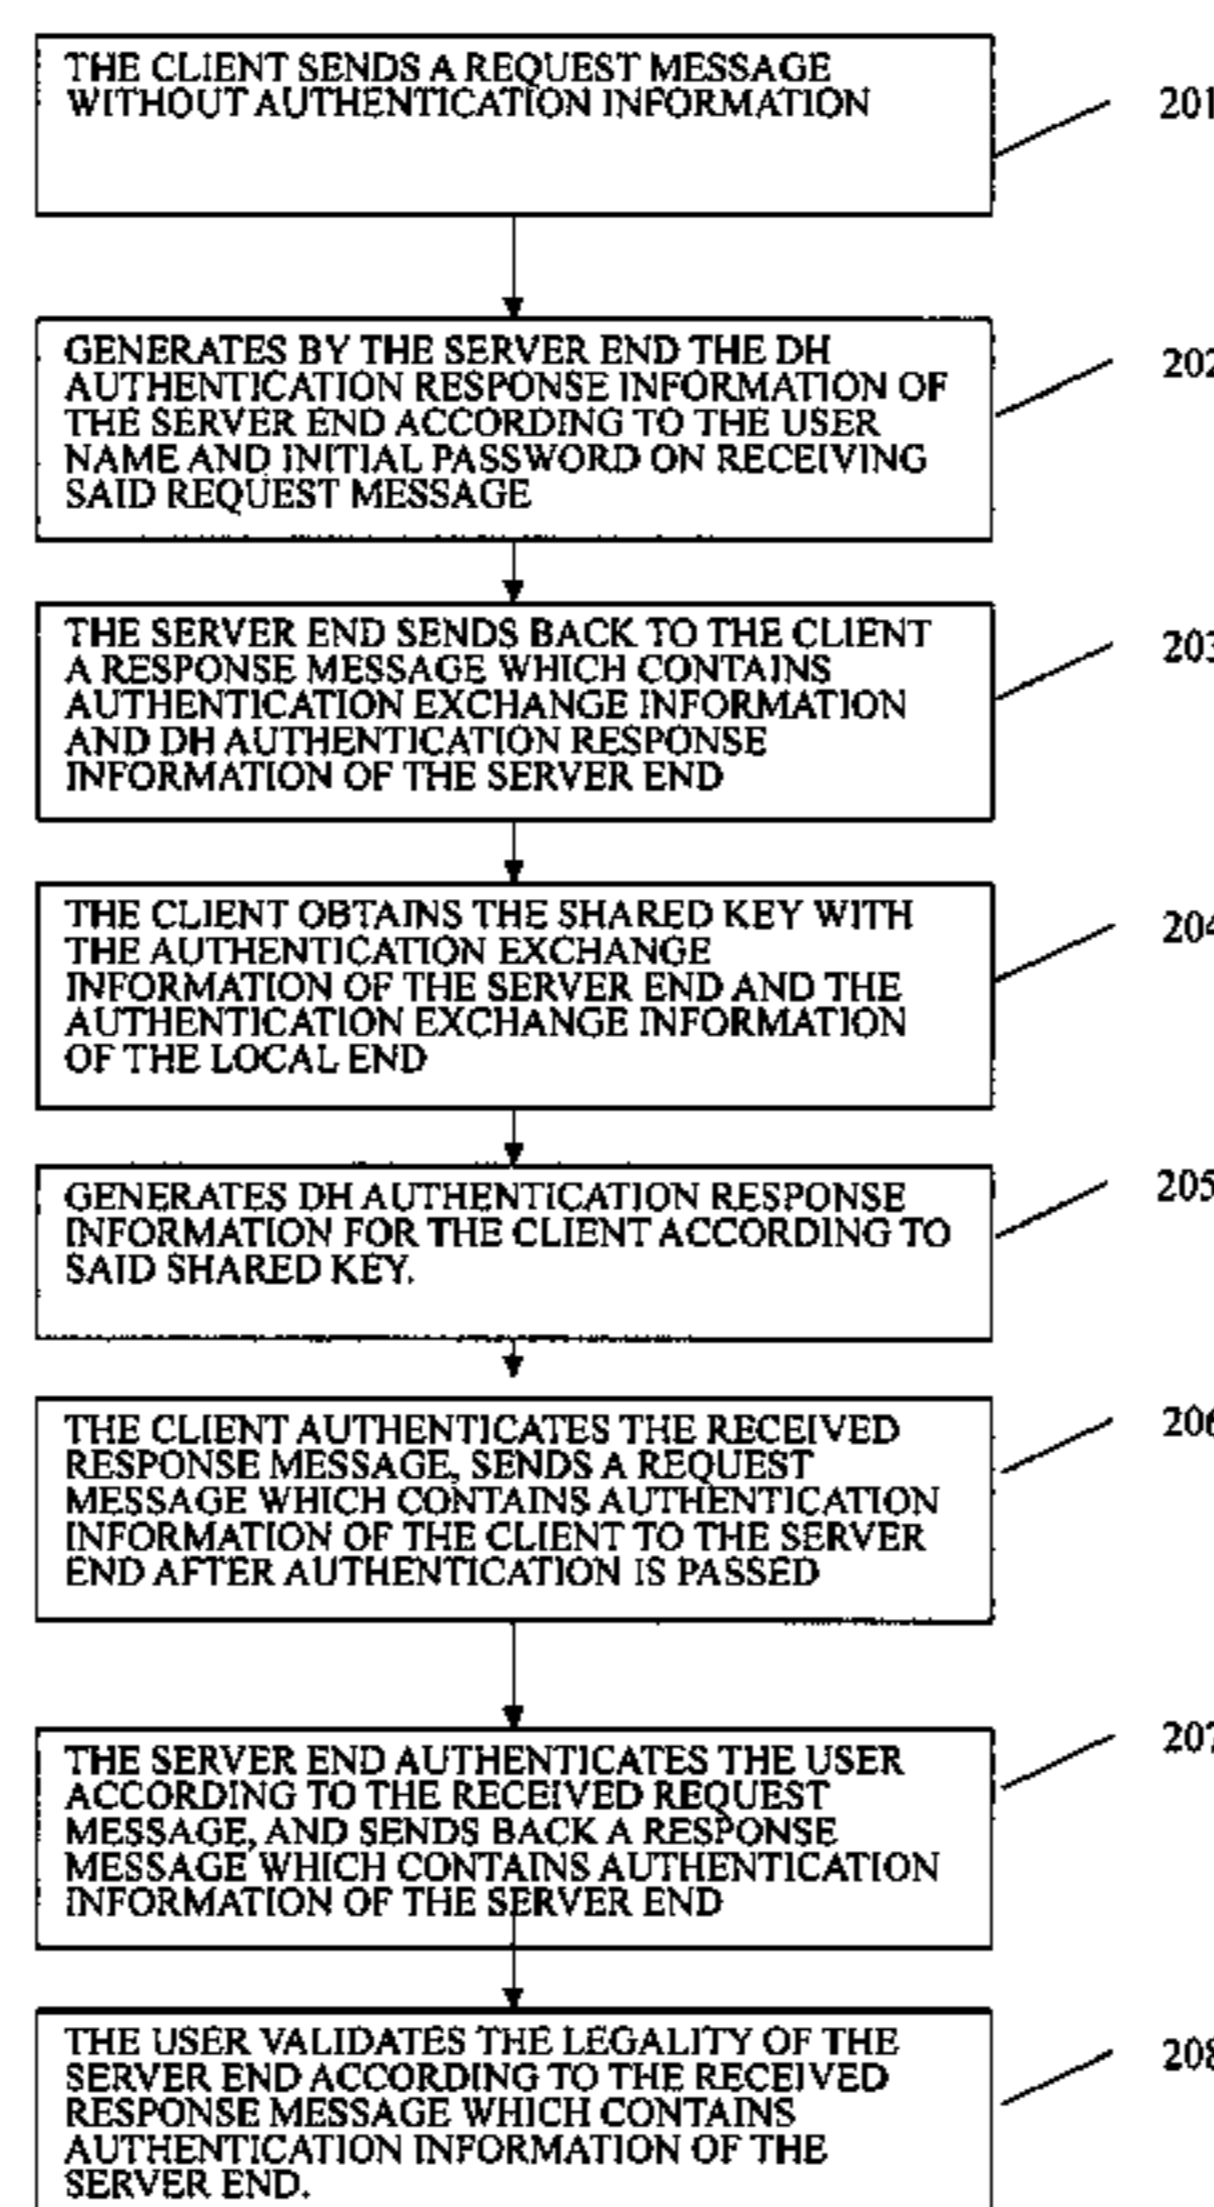 THE CLIENT SENDS A REQUEST MESSAGE
WITHOUT AUTHENTICATION INFORMATION
201
GENERATES BY THE SERVER END THE DH
AUTHENTICATION RESPONSE INFORMATION OF
THE SERVER END ACCORDING TO THE USER
NAME AND INITIAL PASSWORD ON RECEIVING
SAID REQUEST MESSAGE
202
THE SERVER END SENDS BACK TO THE CLIENT
A RESPONSE MESSAGE WHICH CONTAINS
AUTHENTICATION EXCHANGE INFORMATION
AND DH AUTHENTICATION RESPONSE
INFORMATION OF THE SERVER END
203
THE CLIENT OBTAINS THE SHARED KEY WITH
THE AUTHENTICATION EXCHANGE
INFORMATION OF THE SERVER END AND THE
AUTHENTICATION EXCHANGE INFORMATION
OF THE LOCAL END
204
GENERATES DH AUTHENTICATION RESPONSE
INFORMATION FOR THE CLIENT ACCORDING TO
SAID SHARED KEY.
205
THE CLIENT AUTHENTICATES THE RECEIVED
RESPONSE MESSAGE, SENDS A REQUEST
MESSAGE WHICH CONTAINS AUTHENTICATION
INFORMATION OF THE CLIENT TO THE SERVER
END AFTER AUTHENTICATION IS PASSED
206
THE SERVER END AUTHENTICATES THE USER
ACCORDING TO THE RECEIVED REQUEST
MESSAGE, AND SENDS BACK A RESPONSE
MESSAGE WHICH CONTAINS AUTHENTICATION
INFORMATION OF THE SERVER END
207
THE USER VALIDATES THE LEGALITY OF THE
SERVER END ACCORDING TO THE RECEIVED
RESPONSE MESSAGE WHICH CONTAINS
AUTHENTICATION INFORMATION OF THE
SERVER END.
208